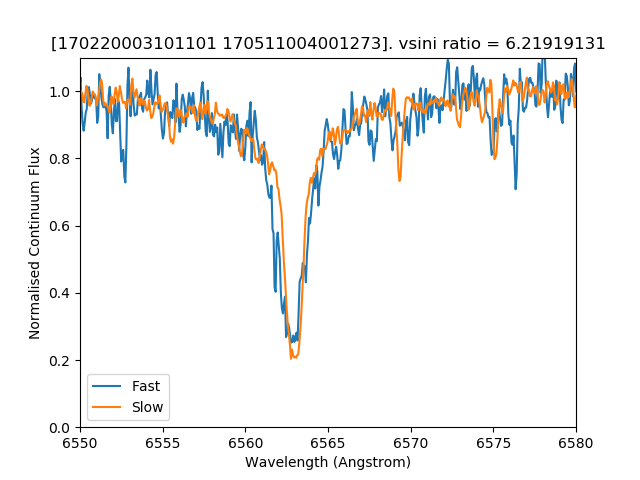 [170220003101101 170511004001273]. vsini ratio = 6.21919131
Normalised Continuum Flux
1.0
0.8
0.6
0.4
0.2
0.0
Fast
Slow
6550 6555 6560 6565 6570 6575 6580
Wavelength (Angstrom)